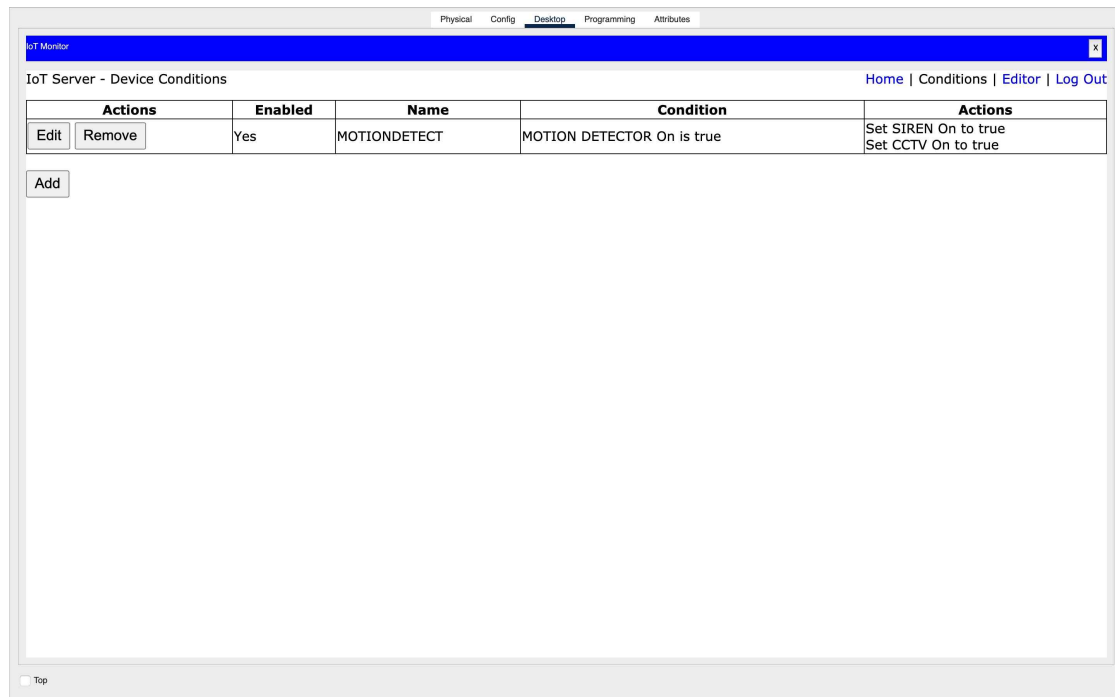 Physical Config Desktop Programming Attributes
IoT Monitor
X
IoT Server - Device Conditions
Home | Conditions | Editor | Log Out
Actions Enabled Name Condition Actions
Edit Remove Yes MOTIONDETECT MOTION DETECTOR On is true Set SIREN On to true
Set CCTV On to true
Add
Top